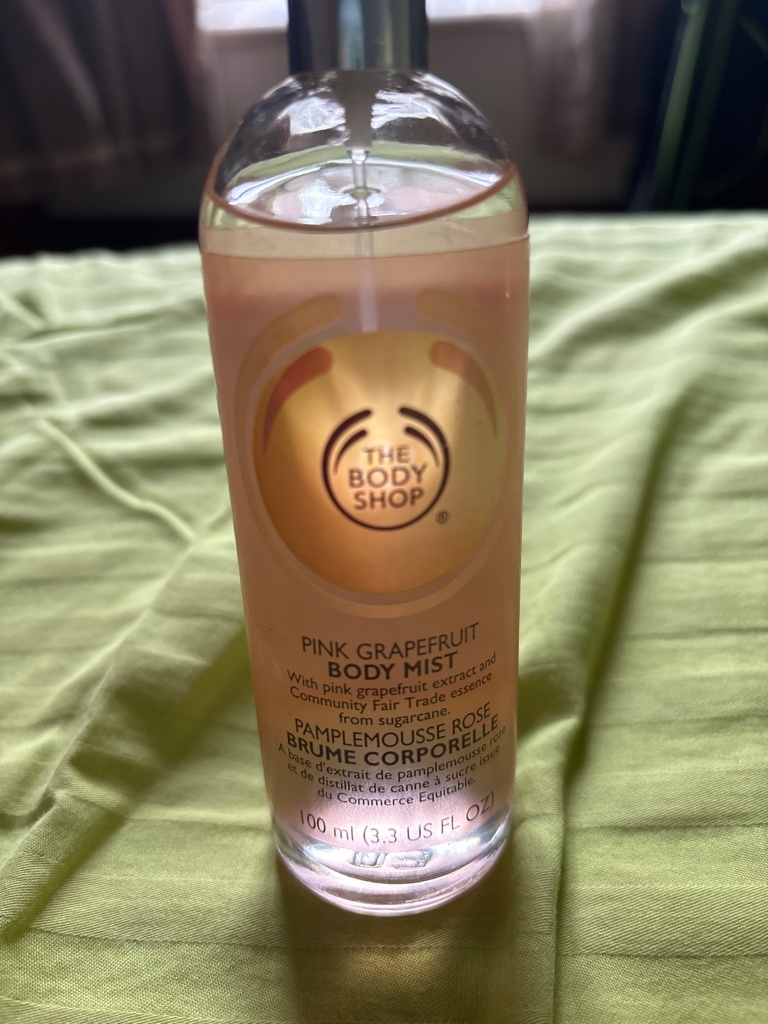 THE
BODY
SHOP
®
PINK GRAPEFRUIT
BODY MIST
With pink grapefruit extract and
Community Fair Trade essence
from sugarcane.
PAMPLEMOUSSE ROSE
BRUME CORPORELLE
A base d'extrait de pamplemousse rose
et de distillat de canne à sucre issue
du Commerce Equitable.
100 ml (3.3 US FL OZ)